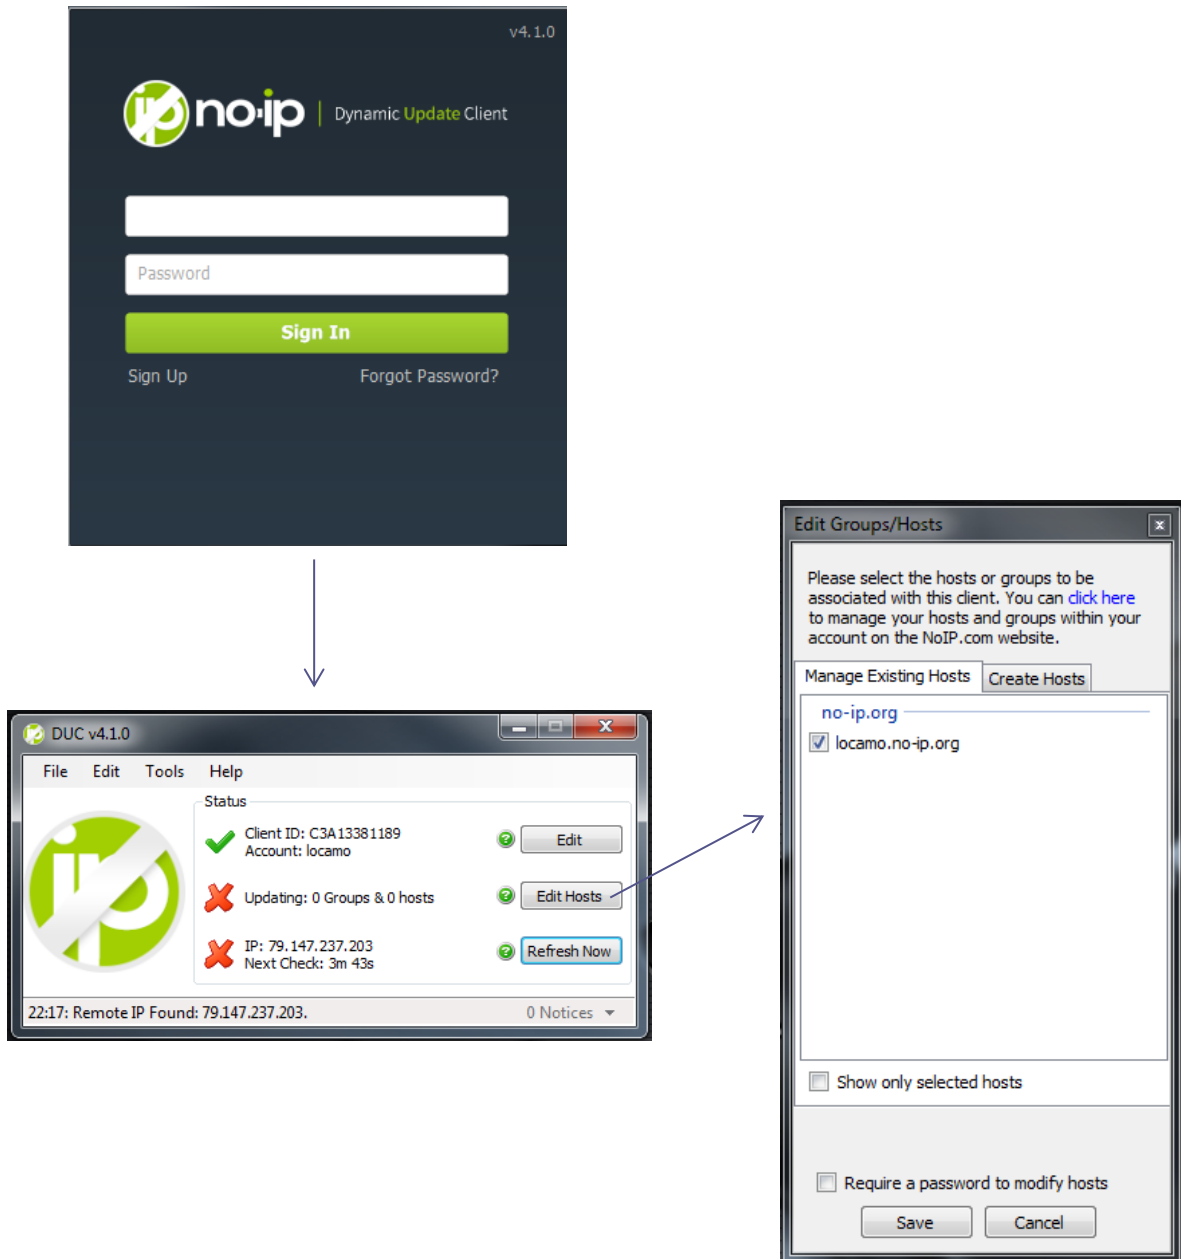 v4.1.0
no·ip | Dynamic Update Client
Password
Sign In
Sign Up Forgot Password?
DUC v4.1.0
File Edit Tools Help
Status
Client ID: C3A13381189
Account: locamo
Edit
Updating: 0 Groups & 0 hosts
Edit Hosts
IP: 79.147.237.203
Next Check: 3m 43s
Refresh Now
22:17: Remote IP Found: 79.147.237.203.
0 Notices
Edit Groups/Hosts
Please select the hosts or groups to be
associated with this client. You can click here
to manage your hosts and groups within your
account on the NoIP.com website.
Manage Existing Hosts Create Hosts
no-ip.org
locamo.no-ip.org
Show only selected hosts
Require a password to modify hosts
Save Cancel